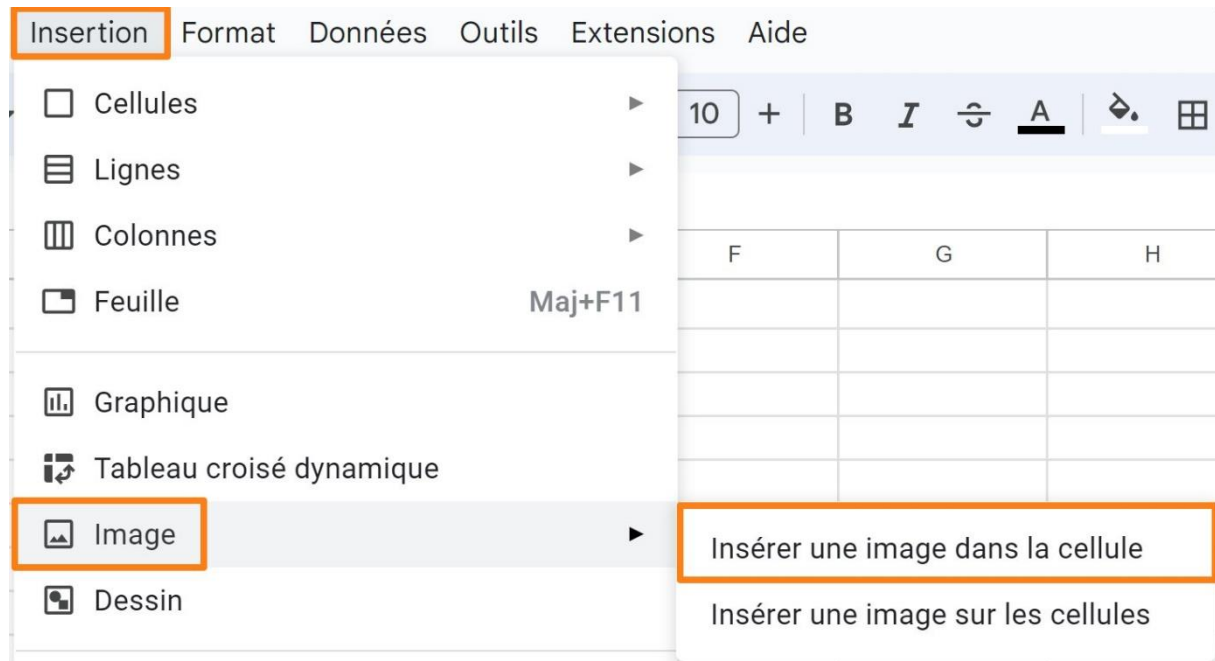 Insertion Format Données Outils Extensions Aide
Cellules
10 + B I S A
Lignes
Colonnes
F G H
Feuille Maj+F11
Graphique
Tableau croisé dynamique
Image
Insérer une image dans la cellule
Dessin
Insérer une image sur les cellules